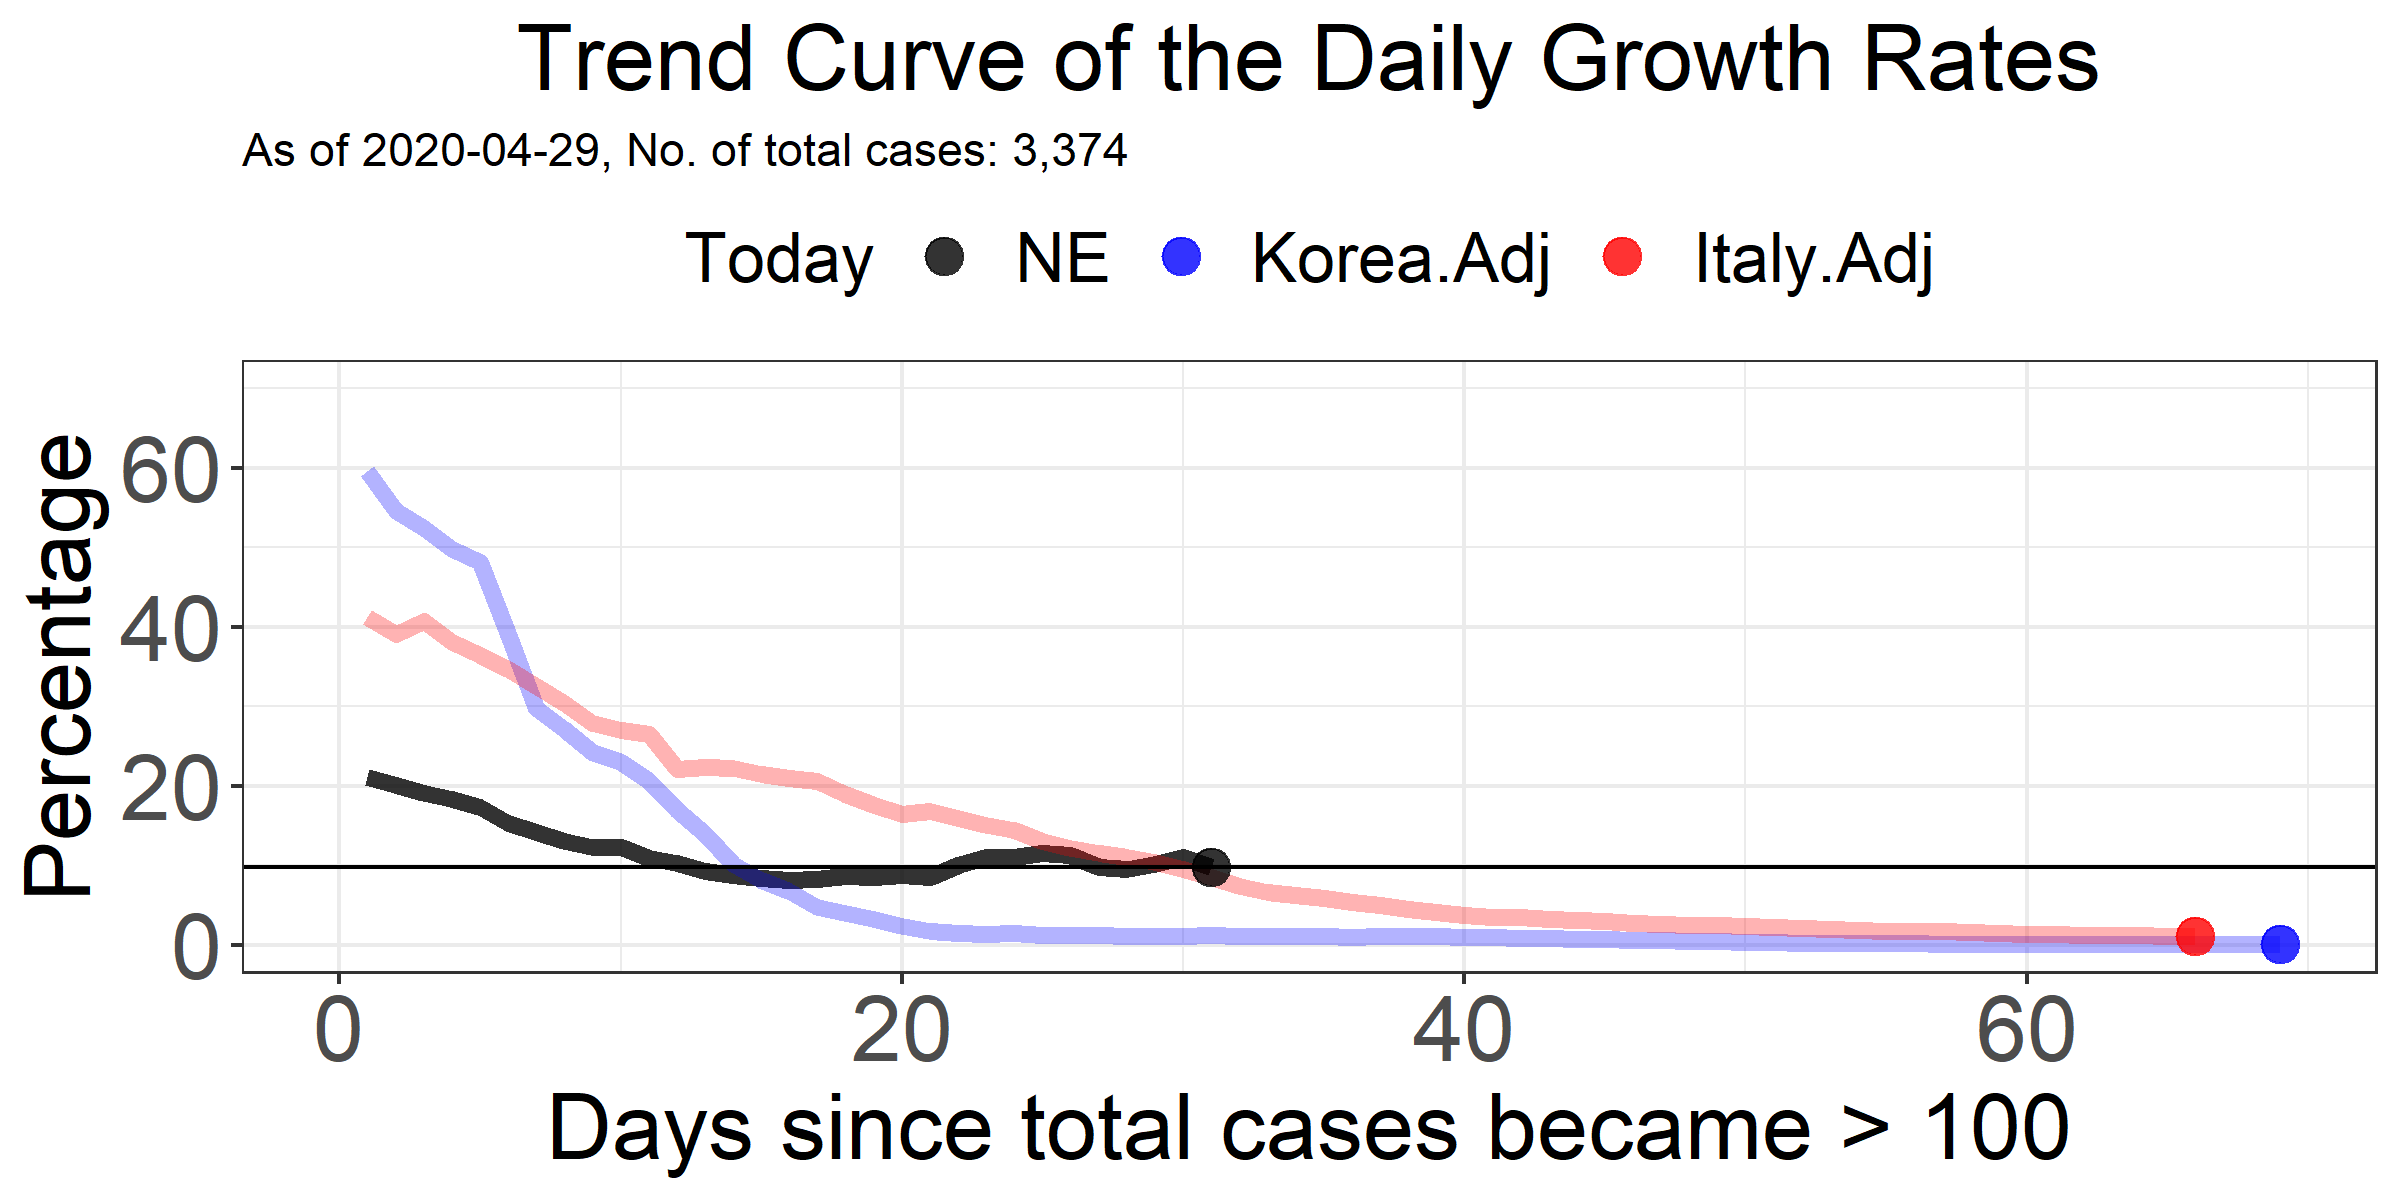 Trend Curve of the Daily Growth Rates
As of 2020-04-29, No. of total cases: 3,374
Today NE Korea.Adj Italy.Adj
Percentage
60
40
20
0
0 20 40 60
Days since total cases became > 100